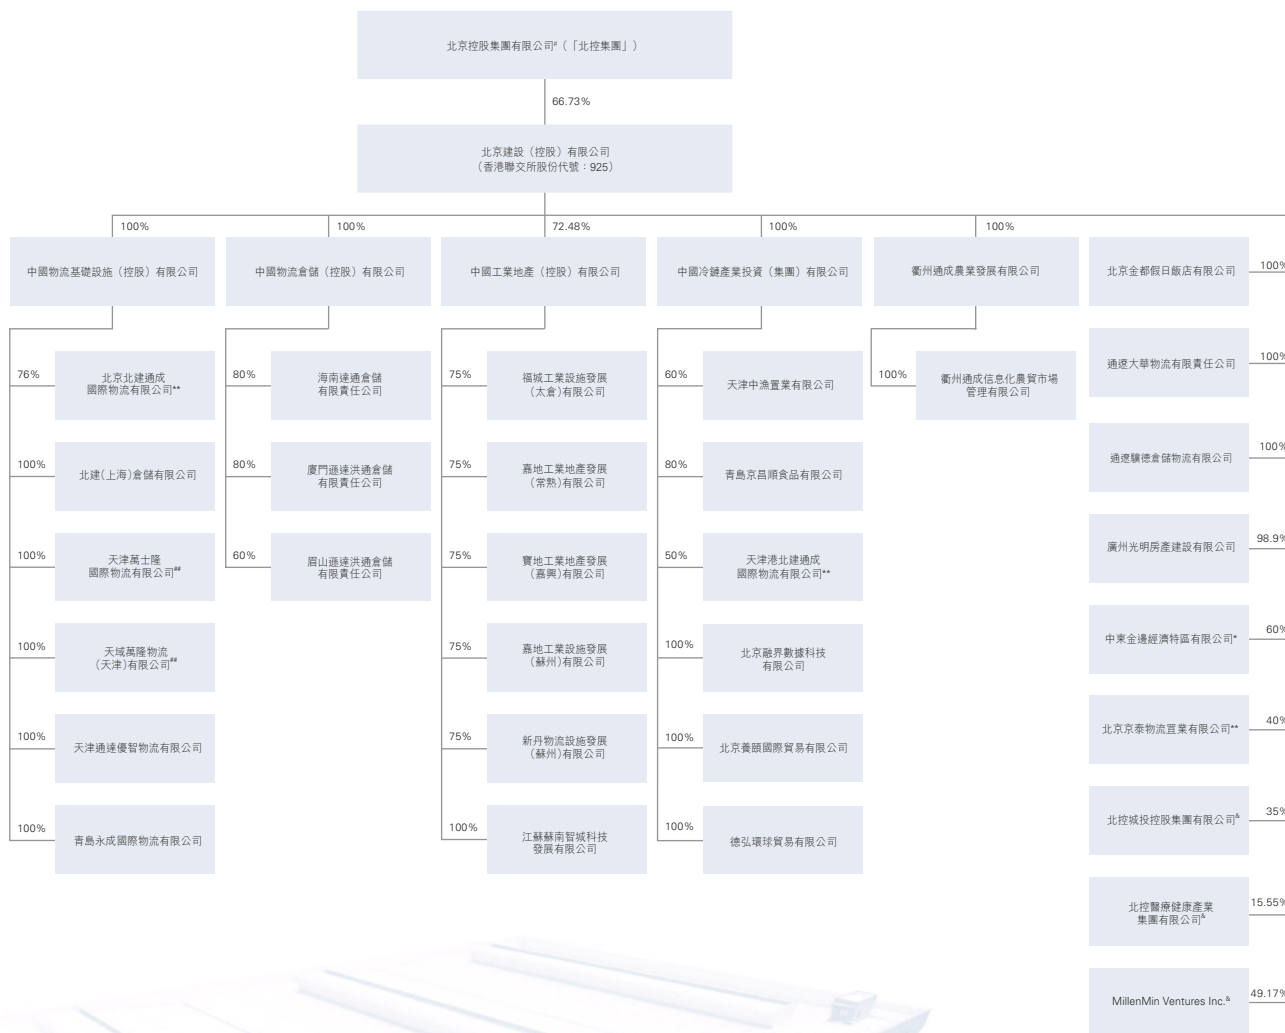 北京控股集團有限公司#（「北控集團」）
66.73%
北京建設（控股）有限公司
（香港聯交所股份代號：925）
100%
100%
72.48%
100%
100%
中國物流基礎設施（控股）有限公司
中國物流倉儲（控股）有限公司
中國工業地產（控股）有限公司
中國冷鏈產業投資（集團）有限公司
衢州通成農業發展有限公司
76%
北京北建通成
國際物流有限公司**
100%
北建(上海)倉儲有限公司
100%
天津萬士隆
國際物流有限公司##
100%
天域萬隆物流
（天津)有限公司##
100%
天津通達優智物流有限公司
100%
青島永成國際物流有限公司
80%
海南達通倉儲
有限責任公司
80%
廈門遜達洪通倉儲
有限責任公司
60%
眉山遜達洪通倉儲
有限責任公司
75%
福城工業設施發展
（太倉)有限公司
75%
嘉地工業地產發展
（常熟)有限公司
75%
寶地工業地產發展
（嘉興）有限公司
75%
嘉地工業設施發展
（蘇州)有限公司
75%
新丹物流設施發展
（蘇州)有限公司
100%
江蘇蘇南智城科技
發展有限公司
60%
天津中漁置業有限公司
80%
青島京昌順食品有限公司
50%
天津港北建通成
國際物流有限公司**
100%
北京融界數據科技
有限公司
100%
北京養頤國際貿易有限公司
100%
德弘環球貿易有限公司
100%
衢州通成信息化農貿市場
管理有限公司
北京金都假日飯店有限公司
100%
通遼大華物流有限責任公司
100%
通遼驥德倉儲物流有限公司
100%
廣州光明房產建設有限公司
98.9%
中柬金邊經濟特區有限公司*
60%
北京京泰物流置業有限公司**
40%
北控城投控股集團有限公司&
35%
北控醫療健康產業
集團有限公司&
15.55%
MillenMin Ventures Inc.&
49.17%